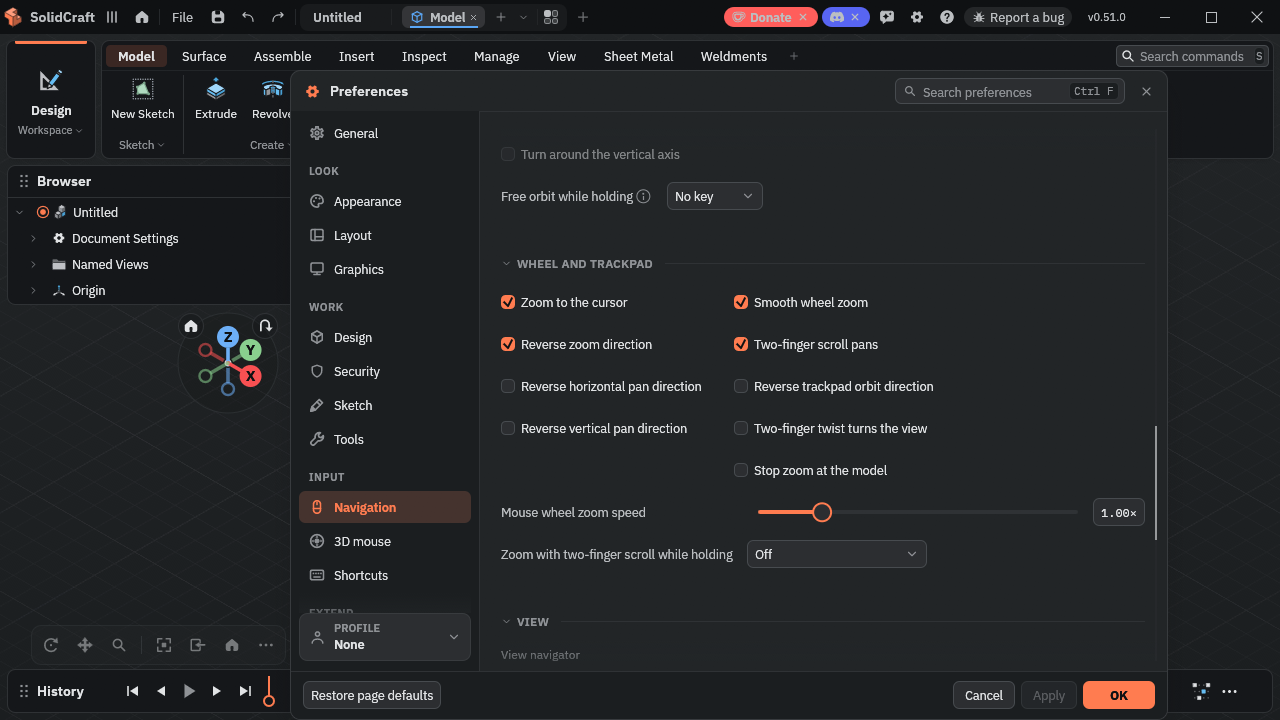 SolidCraft
File
Untitled
Model
Donate
Report a bug
v0.51.0
Model
Surface
Assemble
Insert
Inspect
Manage
View
Sheet Metal
Weldments
Search commands
S
Design
Workspace
New Sketch
Extrude
Sketch
Create
Browser
Untitled
Document Settings
Named Views
Origin
Z
Y
X
Preferences
Search preferences
Ctrl F
General
LOOK
Appearance
Layout
Graphics
WORK
Design
Security
Sketch
Tools
INPUT
Navigation
3D mouse
Shortcuts
EXTEND
PROFILE
None
Turn around the vertical axis
Free orbit while holding
No key
WHEEL AND TRACKPAD
Zoom to the cursor
Smooth wheel zoom
Reverse zoom direction
Two-finger scroll pans
Reverse horizontal pan direction
Reverse trackpad orbit direction
Reverse vertical pan direction
Two-finger twist turns the view
Stop zoom at the model
Mouse wheel zoom speed
1.00×
Zoom with two-finger scroll while holding
Off
VIEW
View navigator
History
Restore page defaults
Cancel
Apply
OK